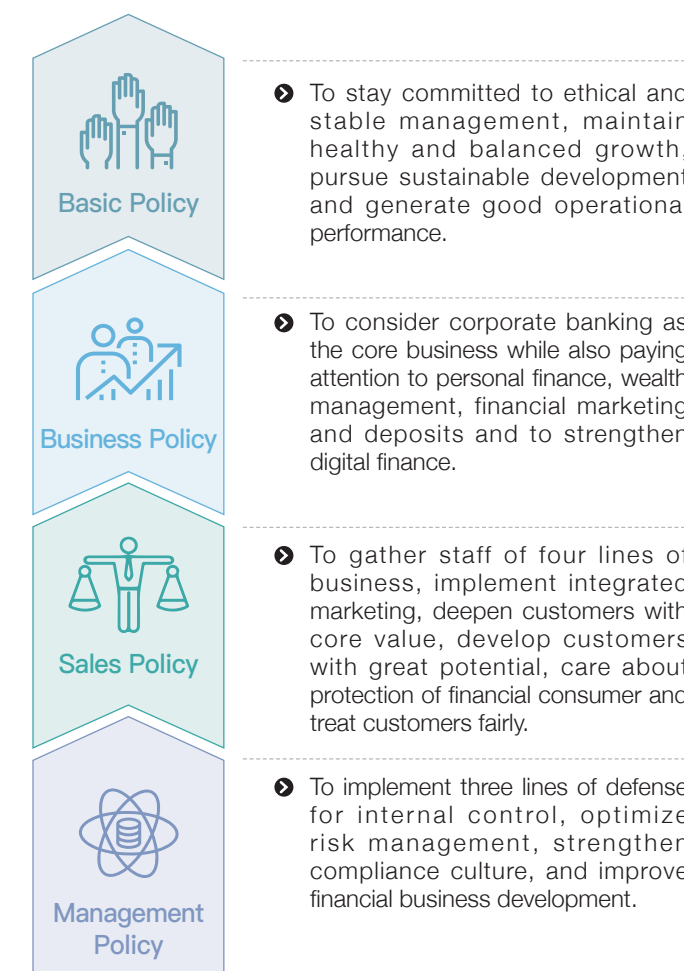 Basic Policy
To stay committed to ethical and
stable management, maintain
healthy and balanced growth,
pursue sustainable development
and generate good operational
performance.
Business Policy
To consider corporate banking as
the core business while also paying
attention to personal finance, wealth
management, financial marketing
and deposits and to strengthen
digital finance.
Sales Policy
To gather staff of four lines of
business, implement integrated
marketing, deepen customers with
core value, develop customers
with great potential, care about
protection of financial consumer and
treat customers fairly.
Management
Policy
To implement three lines of defense
for internal control, optimize
risk management, strengthen
compliance culture, and improve
financial business development.